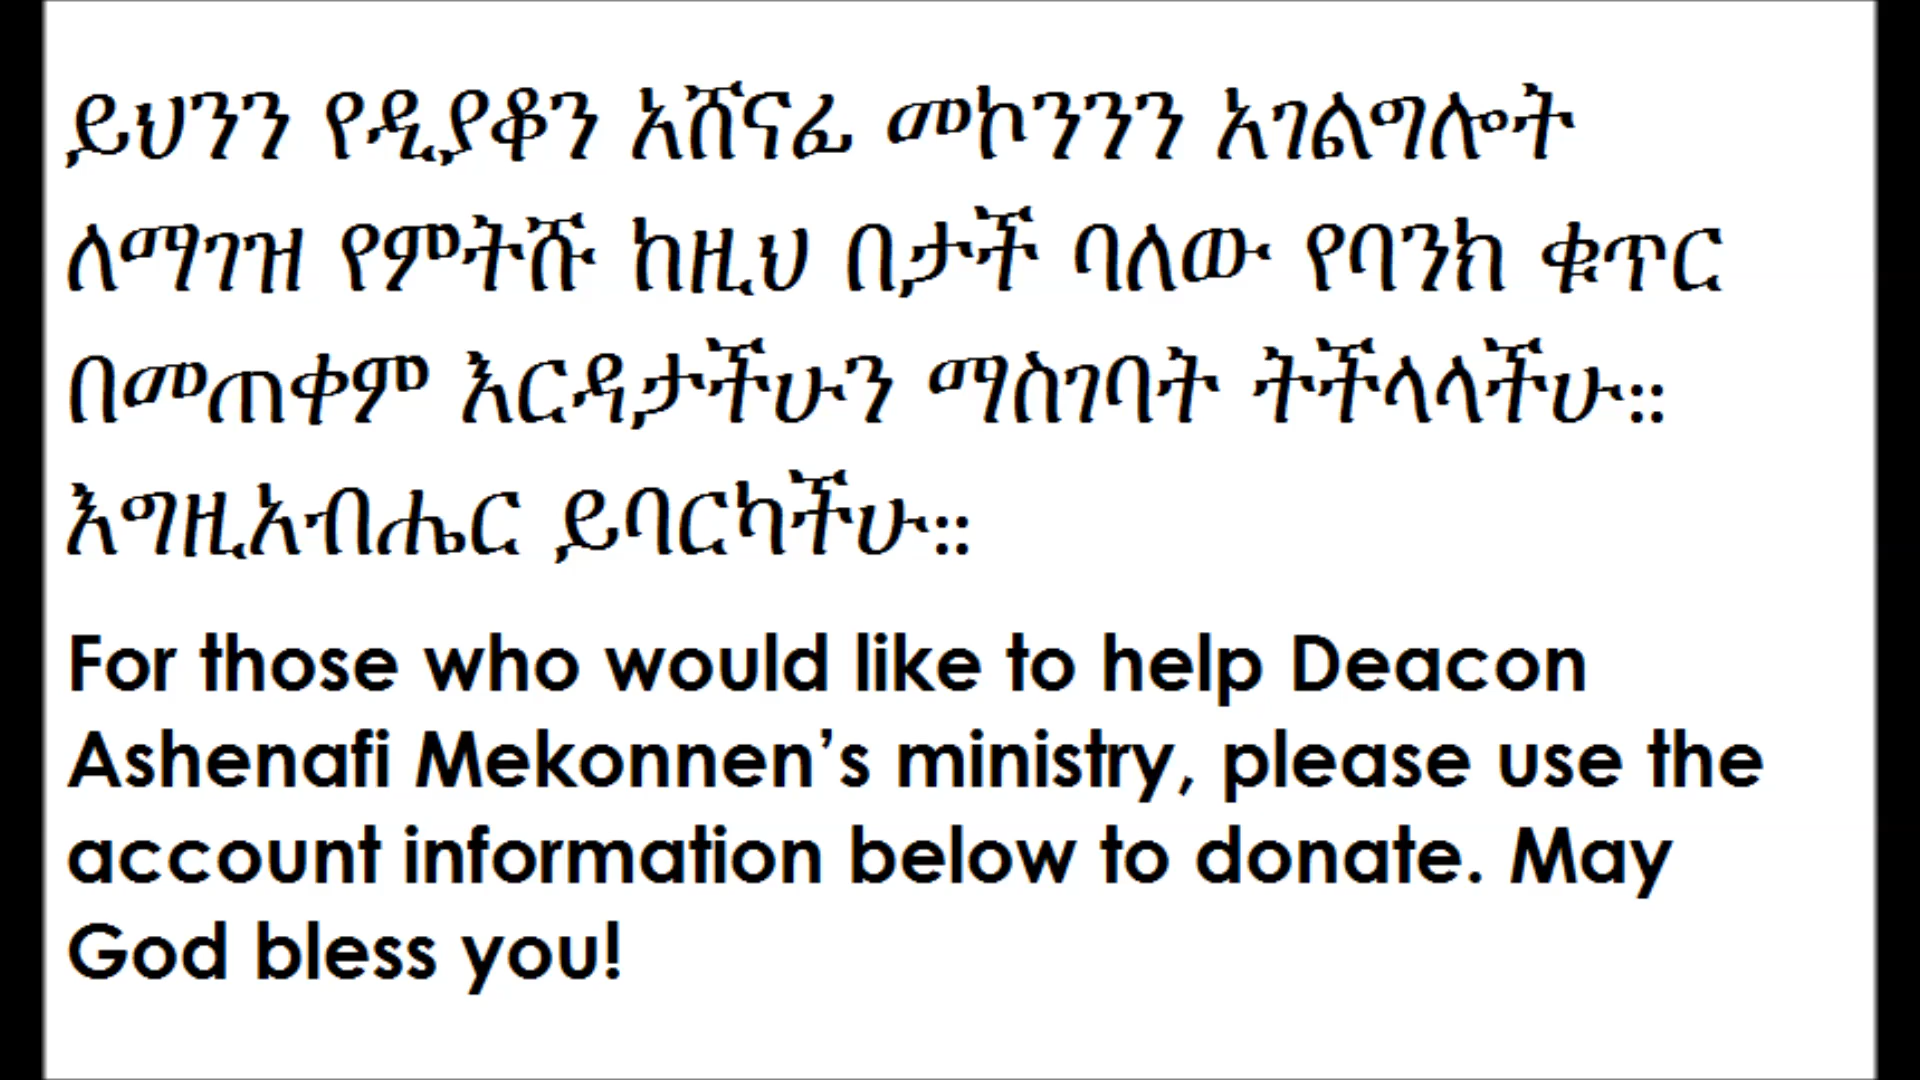 ይህንን የዲያቆን አሸናፊ መኮንንን አገልግሎት
ለማገዝ የምትሹ ከዚህ በታች ባለው የባንክ ቁጥር
በመጠቀም እርዳታችሁን ማስገባት ትችላላችሁ።
እግዚአብሔር ይባርካችሁ።
For those who would like to help Deacon
Ashenafi Mekonnen’s ministry, please use the
account information below to donate. May
God bless you!